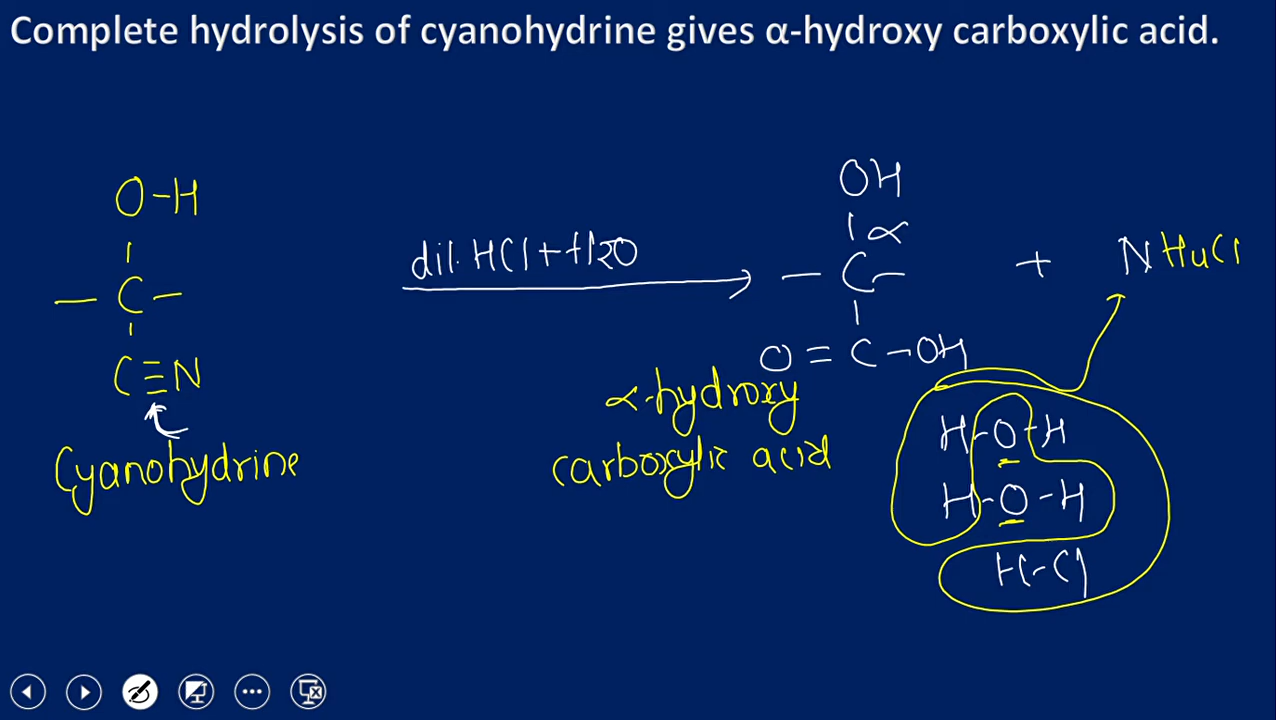 Complete hydrolysis of cyanohydrine gives α-hydroxy carboxylic acid.
O-H
C
C≡N
Cyanohydrine
dil. HCl + H2O
OH
α
C
O=C-OH
α-hydroxy
carboxylic acid
+
NH4Cl
H-O-H
H-O-H
H-Cl